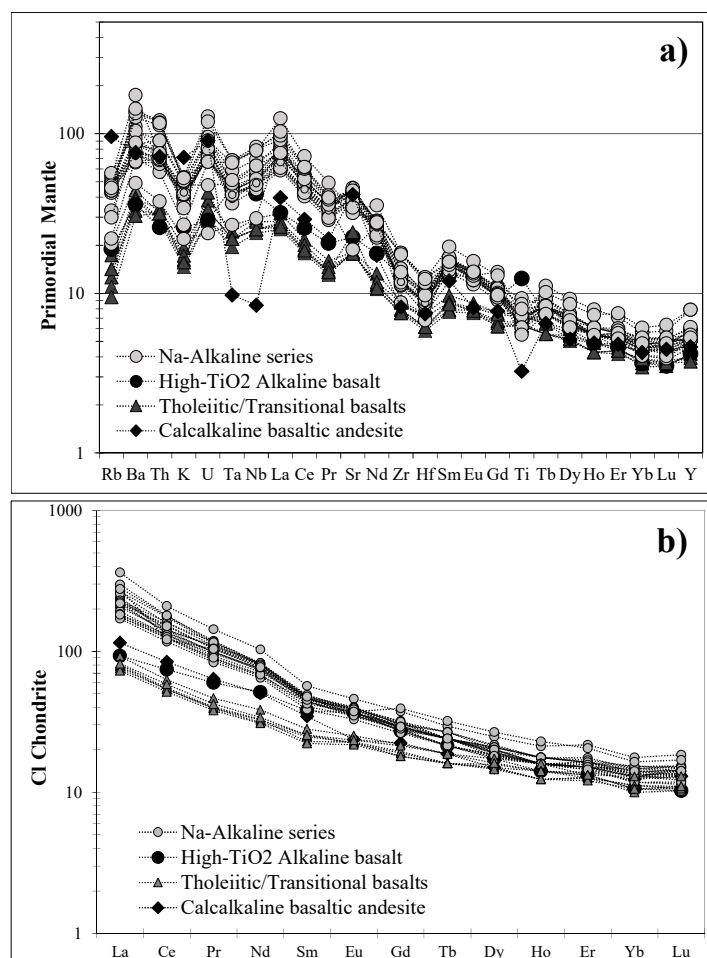 a)
Primordial Mantle
100
10
1
Na-Alkaline series
High-TiO2 Alkaline basalt
Tholeiitic/Transitional basalts
Calcalkaline basaltic andesite
Rb Ba Th K U Ta Nb La Ce Pr Sr Nd Zr Hf Sm Eu Gd Ti Tb Dy Ho Er Yb Lu Y
b)
Cl Chondrite
1000
100
10
1
Na-Alkaline series
High-TiO2 Alkaline basalt
Tholeiitic/Transitional basalts
Calcalkaline basaltic andesite
La Ce Pr Nd Sm Eu Gd Tb Dy Ho Er Yb Lu